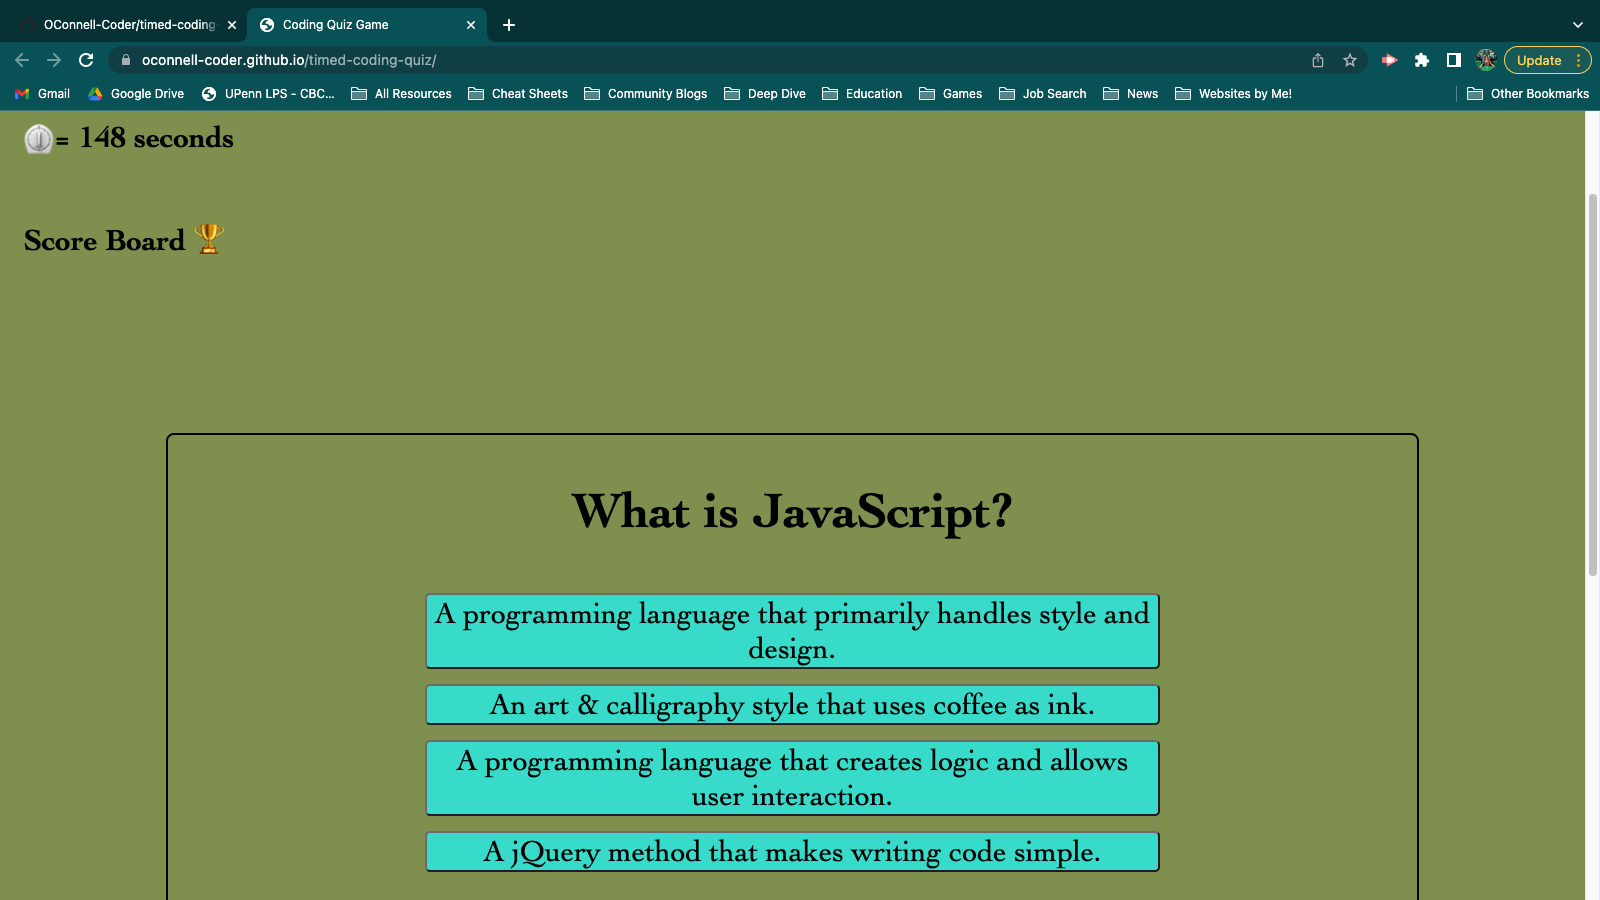 OConnell-Coder/timed-coding-
Coding Quiz Game
oconnell-coder.github.io/timed-coding-quiz/
Update
Gmail
Google Drive
UPenn LPS - CBC...
All Resources
Cheat Sheets
Community Blogs
Deep Dive
Education
Games
Job Search
News
Websites by Me!
Other Bookmarks
= 148 seconds
Score Board 🏆
What is JavaScript?
A programming language that primarily handles style and
design.
An art & calligraphy style that uses coffee as ink.
A programming language that creates logic and allows
user interaction.
A jQuery method that makes writing code simple.